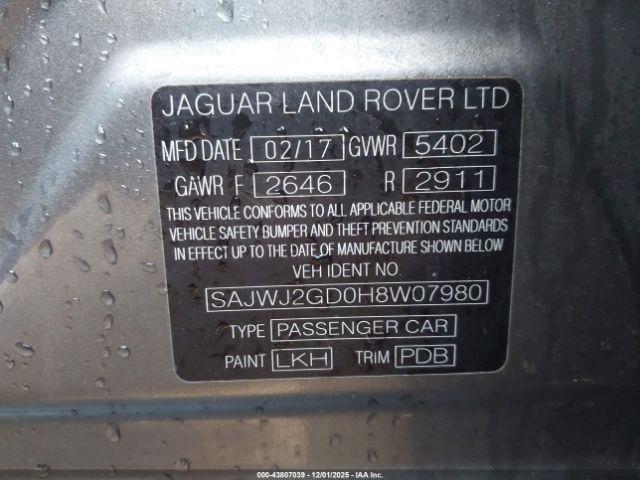 JAGUAR LAND ROVER LTD
MFD DATE 02/17 GVWR 5402
GAWR F 2646 R 2911
THIS VEHICLE CONFORMS TO ALL APPLICABLE FEDERAL MOTOR
VEHICLE SAFETY BUMPER AND THEFT PREVENTION STANDARDS
IN EFFECT UP TO THE DATE OF MANUFACTURE SHOWN BELOW
VEH IDENT NO.
SAJWJ2GD0H8W07980
TYPE PASSENGER CAR
PAINT LKH TRIM PDB
000-43807039 - 12/01/2025 - IAAI Inc.